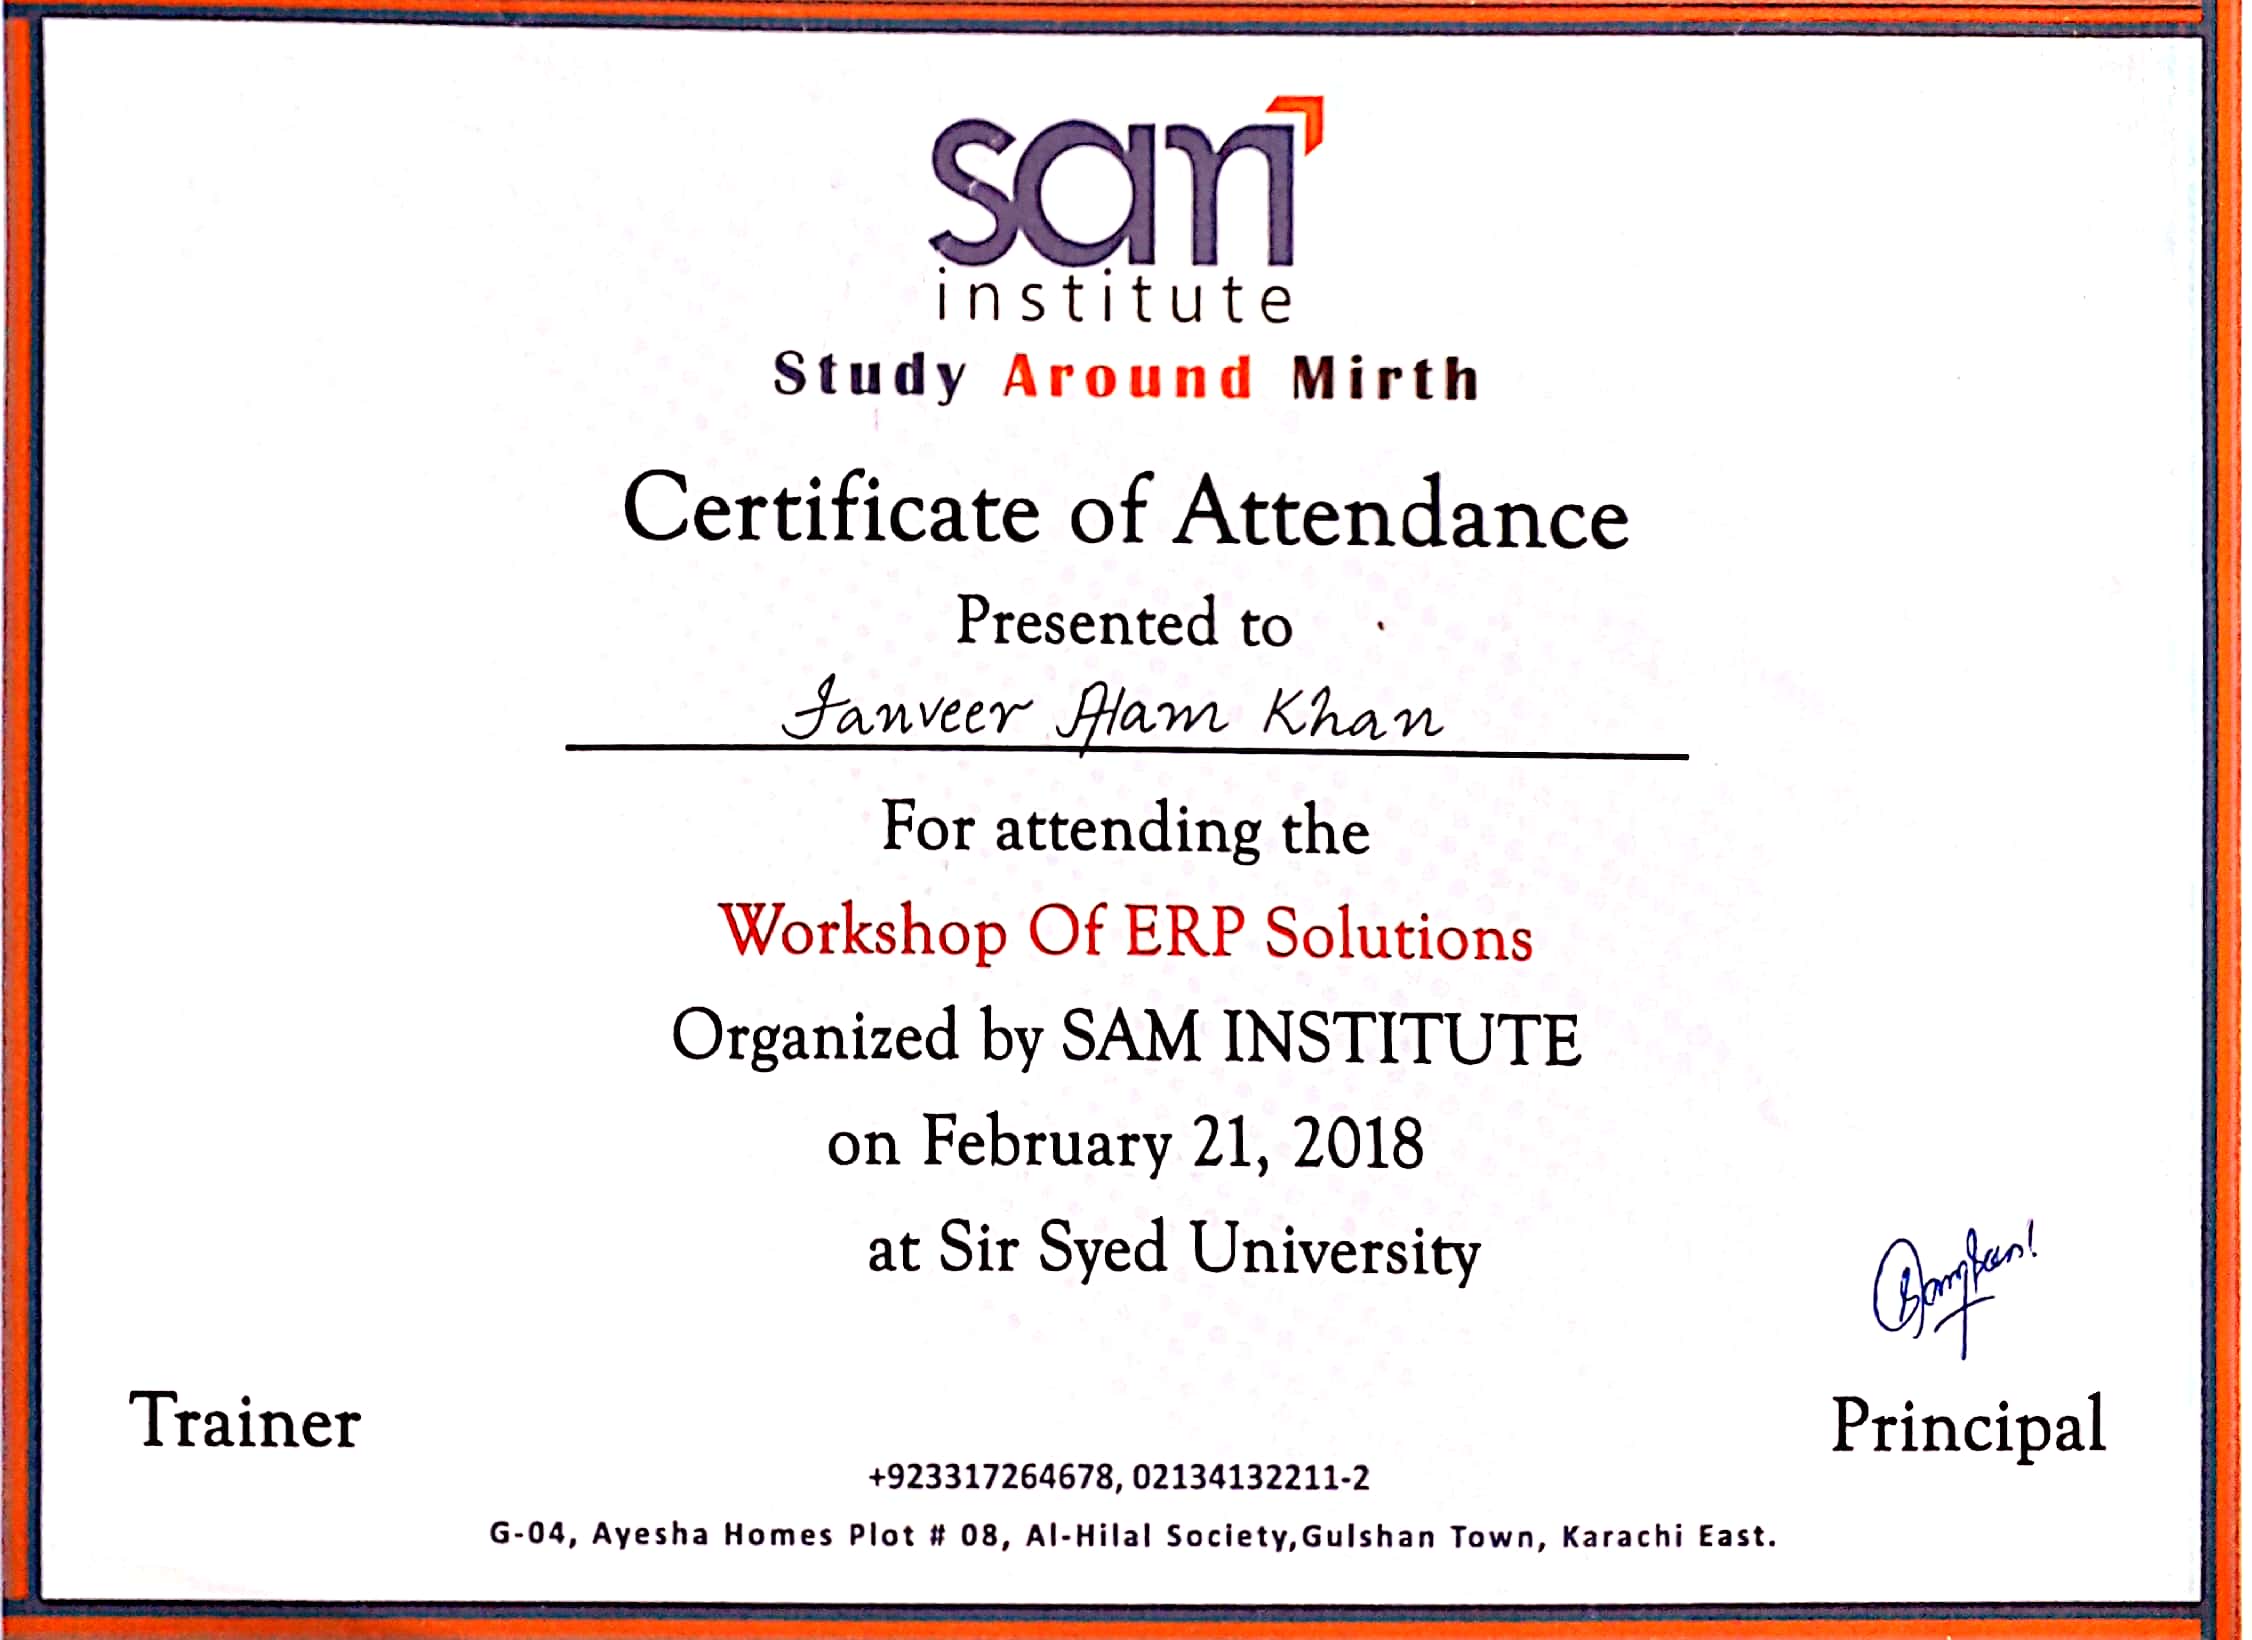 sam
institute
Study Around Mirth
Certificate of Attendance
Presented to
Tanveer Alam Khan
For attending the
Workshop Of ERP Solutions
Organized by SAM INSTITUTE
on February 21, 2018
at Sir Syed University
Trainer
Principal
+923317264678, 02134132211-2
G-04, Ayesha Homes Plot # 08, Al-Hilal Society,Gulshan Town, Karachi East.